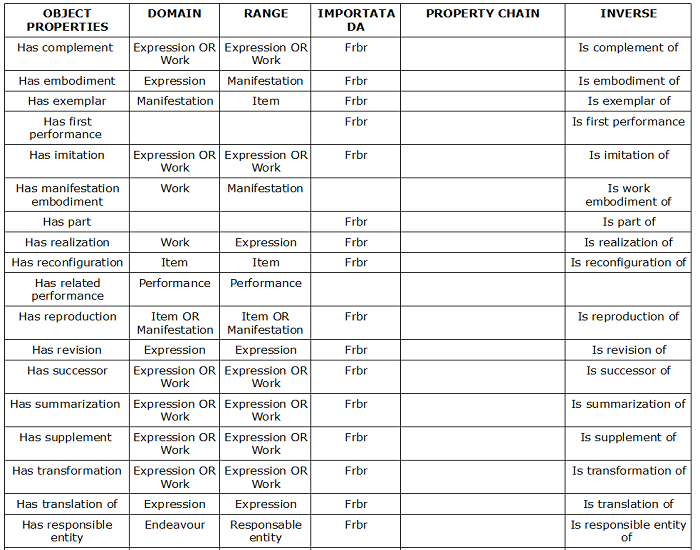 OBJECT PROPERTIES DOMAIN RANGE IMPORTATA DA PROPERTY CHAIN INVERSE
Has complement Expression OR Work Expression OR Work Frbr Is complement of
Has embodiment Expression Manifestation Frbr Is embodiment of
Has exemplar Manifestation Item Frbr Is exemplar of
Has first performance Frbr Is first performance
Has imitation Expression OR Work Expression OR Work Frbr Is imitation of
Has manifestation embodiment Work Manifestation Is work embodiment of
Has part Frbr Is part of
Has realization Work Expression Frbr Is realization of
Has reconfiguration Item Item Frbr Is reconfiguration of
Has related performance Performance Performance
Has reproduction Item OR Manifestation Item OR Manifestation Frbr Is reproduction of
Has revision Expression Expression Frbr Is revision of
Has successor Expression OR Work Expression OR Work Frbr Is successor of
Has summarization Expression OR Work Expression OR Work Frbr Is summarization of
Has supplement Expression OR Work Expression OR Work Frbr Is supplement of
Has transformation Expression OR Work Expression OR Work Frbr Is transformation of
Has translation of Expression Expression Frbr Is translation of
Has responsible entity Endeavour Responsable entity Frbr Is responsible entity of